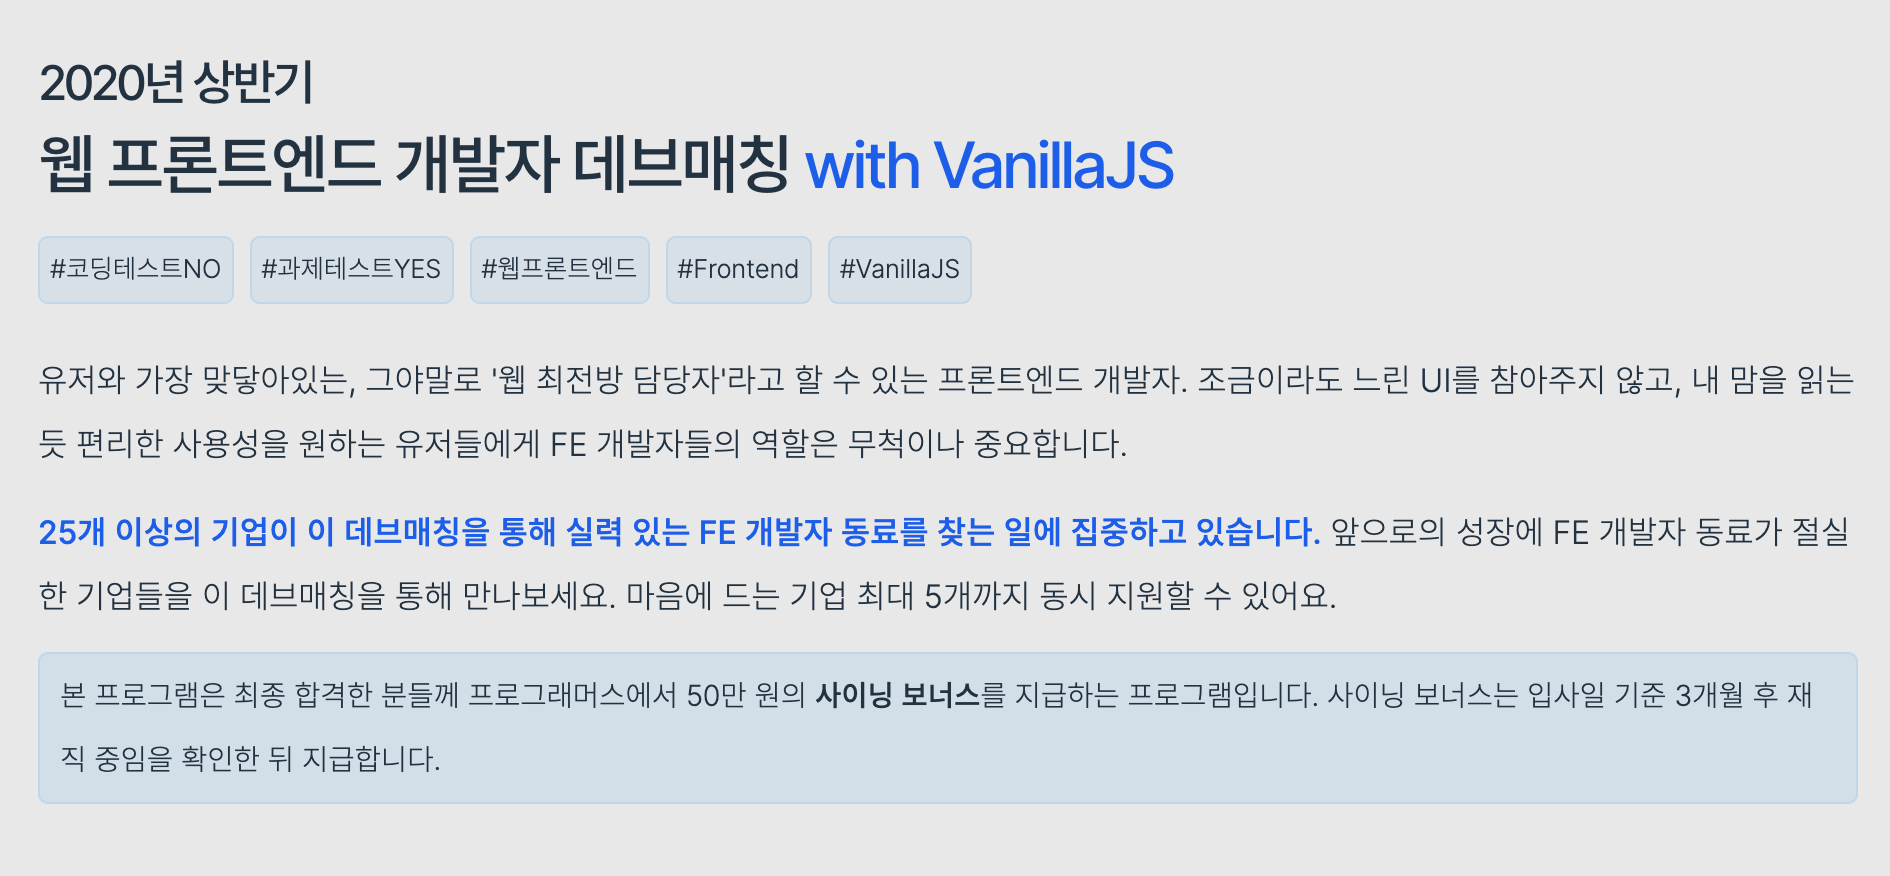 2020년 상반기
웹 프론트엔드 개발자 데브매칭 with VanillaJS
#코딩테스트NO #과제테스트YES #웹프론트엔드 #Frontend #VanillaJS
유저와 가장 맞닿아있는, 그야말로 '웹 최전방 담당자'라고 할 수 있는 프론트엔드 개발자. 조금이라도 느린 UI를 참아주지 않고, 내 맘을 읽는
듯 편리한 사용성을 원하는 유저들에게 FE 개발자들의 역할은 무척이나 중요합니다.
25개 이상의 기업이 이 데브매칭을 통해 실력 있는 FE 개발자 동료를 찾는 일에 집중하고 있습니다. 앞으로의 성장에 FE 개발자 동료가 절실
한 기업들을 이 데브매칭을 통해 만나보세요. 마음에 드는 기업 최대 5개까지 동시 지원할 수 있어요.
본 프로그램은 최종 합격한 분들께 프로그래머스에서 50만 원의 사이닝 보너스를 지급하는 프로그램입니다. 사이닝 보너스는 입사일 기준 3개월 후 재
직 중임을 확인한 뒤 지급합니다.